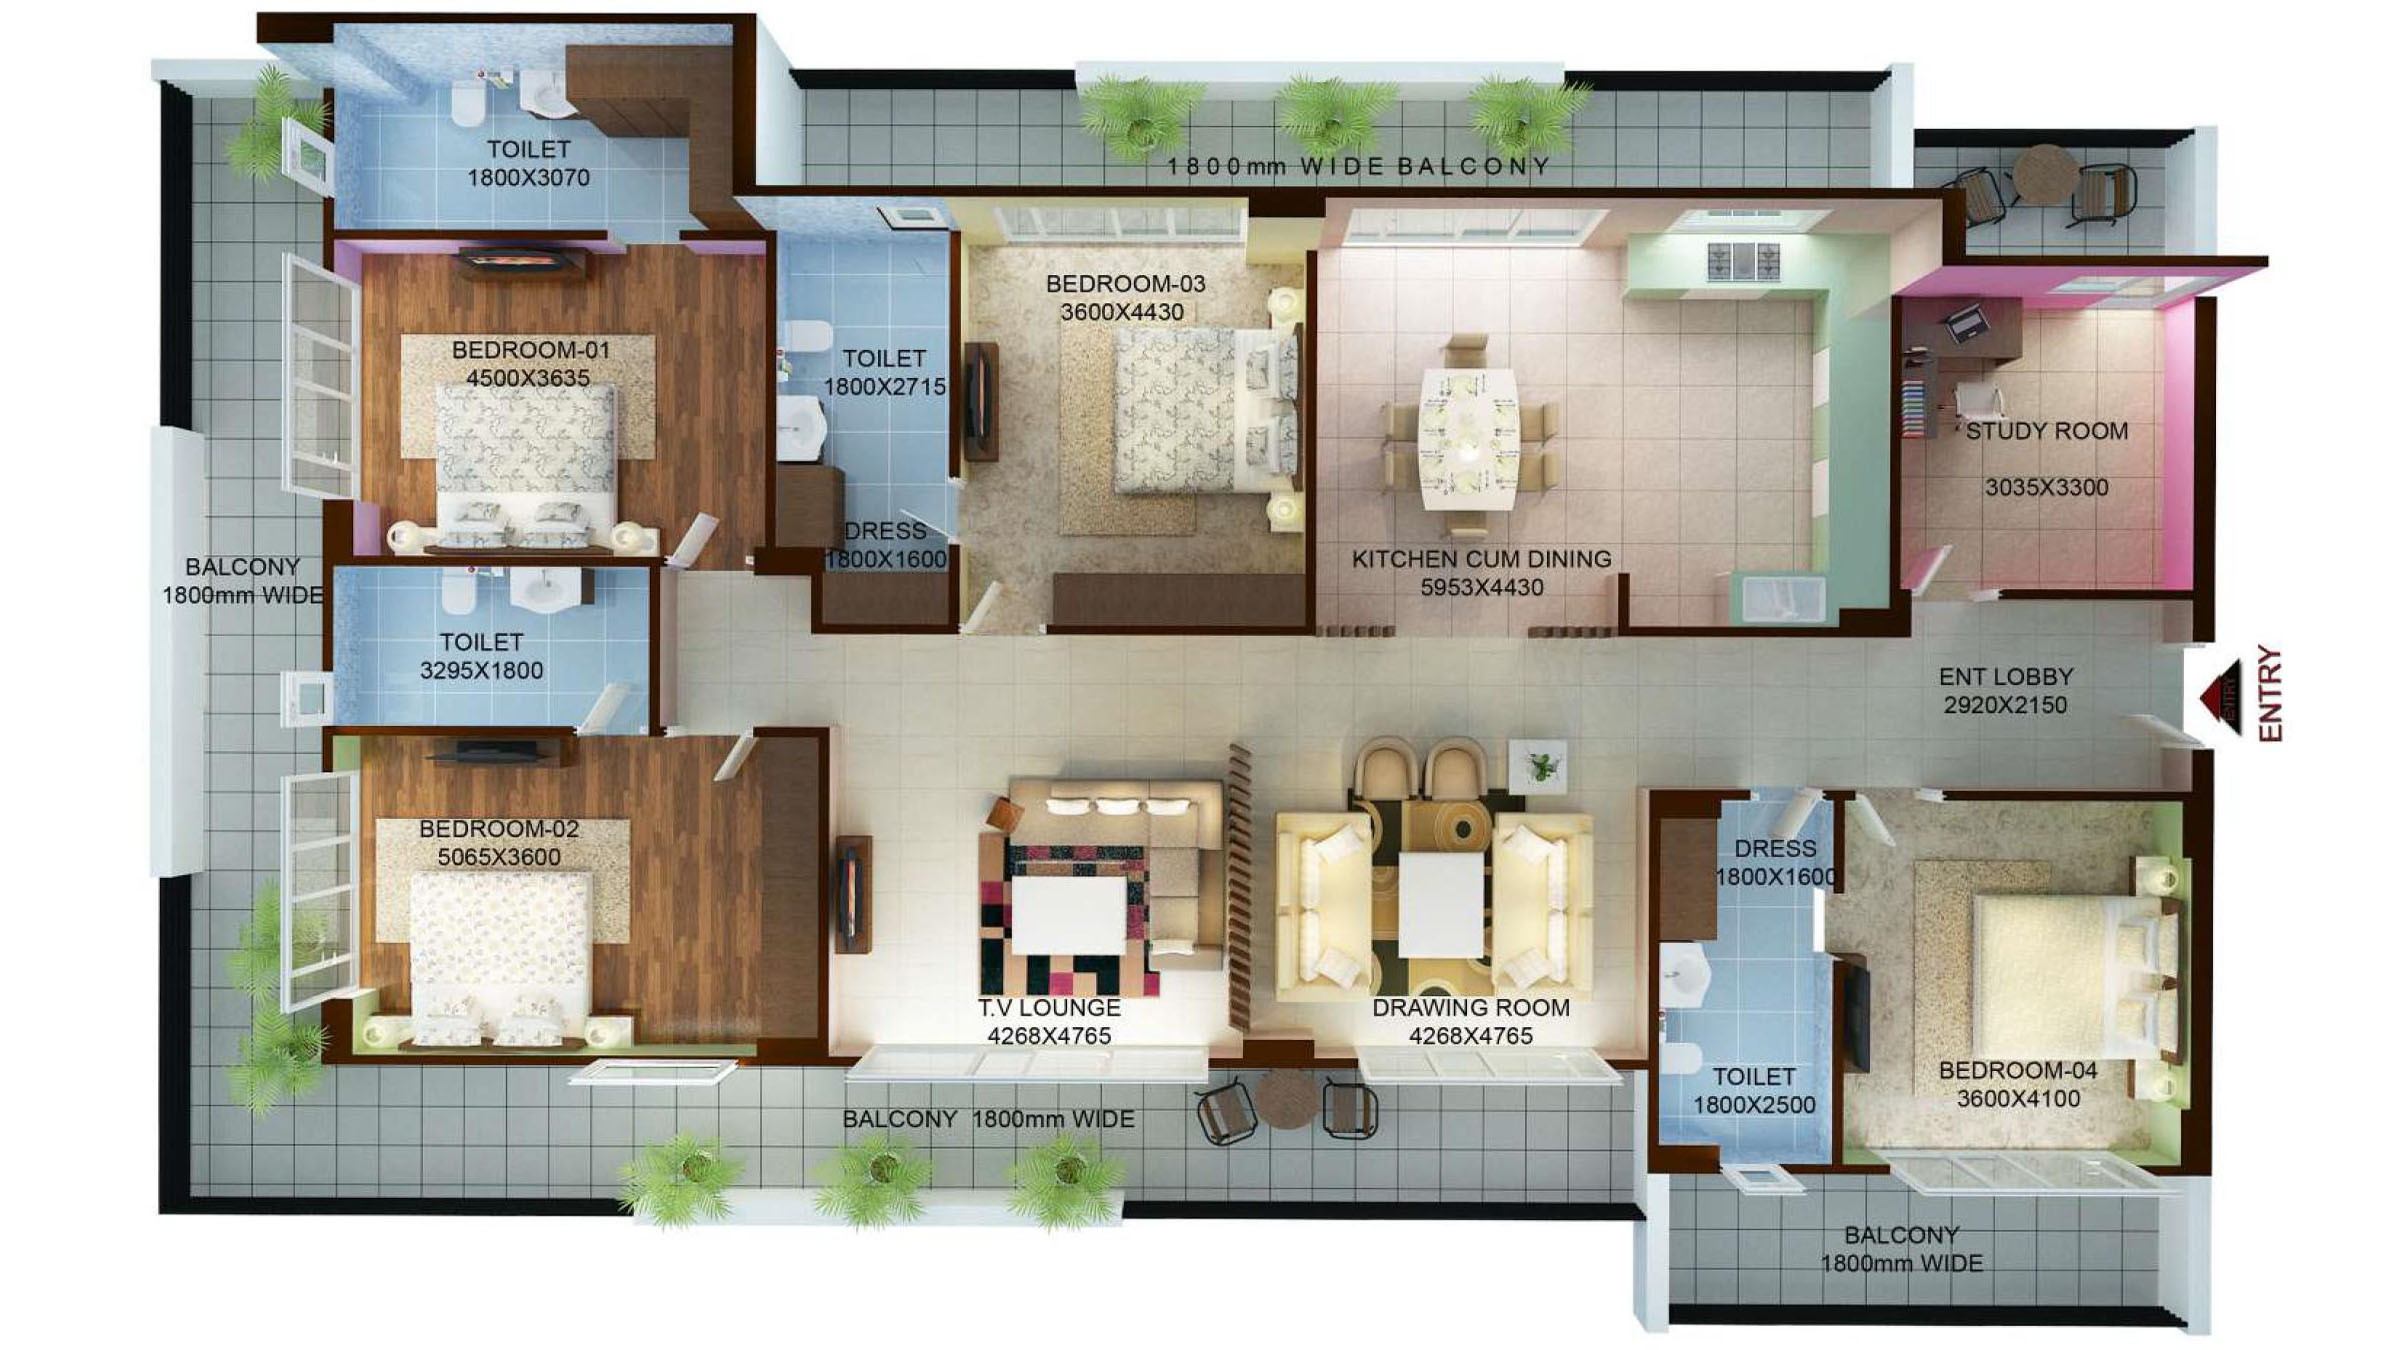 TOILET
1800X3070
1800mm WIDE BALCONY
BEDROOM-01
4500X3635
TOILET
1800X2715
DRESS
1800X1600
BEDROOM-03
3600X4430
KITCHEN CUM DINING
5953X4430
STUDY ROOM
3035X3300
BALCONY
1800mm WIDE
TOILET
3295X1800
ENT LOBBY
2920X2150
ENTRY
ENTRY
BEDROOM-02
5065X3600
T.V LOUNGE
4268X4765
DRAWING ROOM
4268X4765
DRESS
1800X1600
TOILET
1800X2500
BEDROOM-04
3600X4100
BALCONY 1800mm WIDE
BALCONY
1800mm WIDE